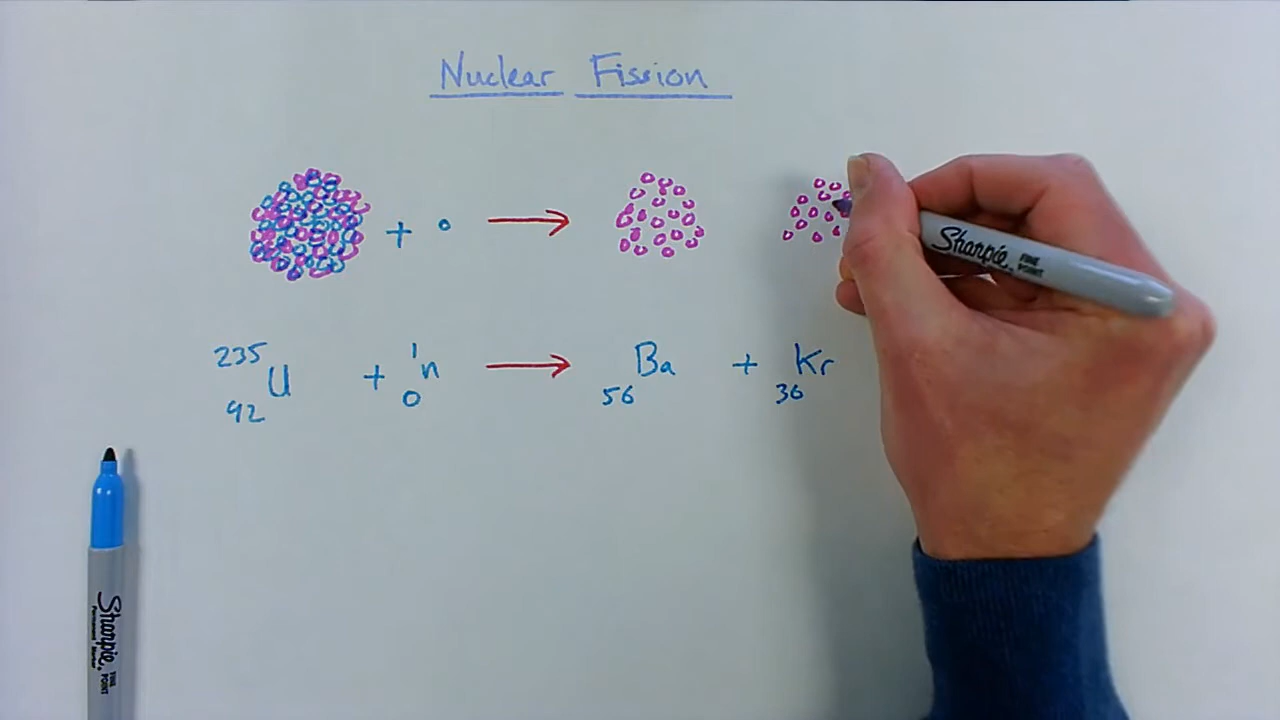 Nuclear Fission
+ →
235 92 U + 1 0 n → 56 Ba + 36 Kr
Sharpie. FINE POINT
Sharpie. FINE POINT